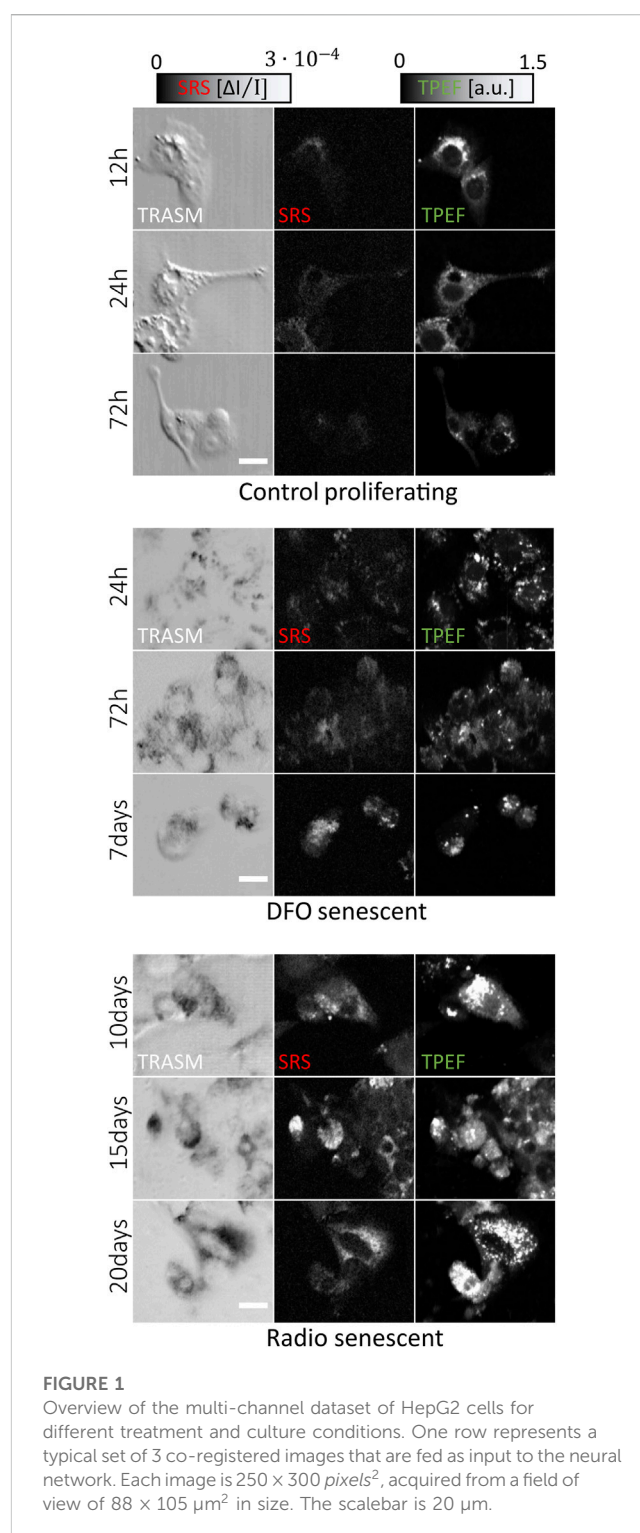 0 3 · 10⁻⁴ 0 1.5
SRS [ΔI/I] TPEF [a.u.]
12h
TRASM SRS TPEF
24h
72h
Control proliferating
24h
TRASM SRS TPEF
72h
7days
DFO senescent
10days
TRASM SRS TPEF
15days
20days
Radio senescent
FIGURE 1
Overview of the multi-channel dataset of HepG2 cells for
different treatment and culture conditions. One row represents a
typical set of 3 co-registered images that are fed as input to the neural
network. Each image is 250 × 300 pixels², acquired from a field of
view of 88 × 105 μm² in size. The scalebar is 20 μm.